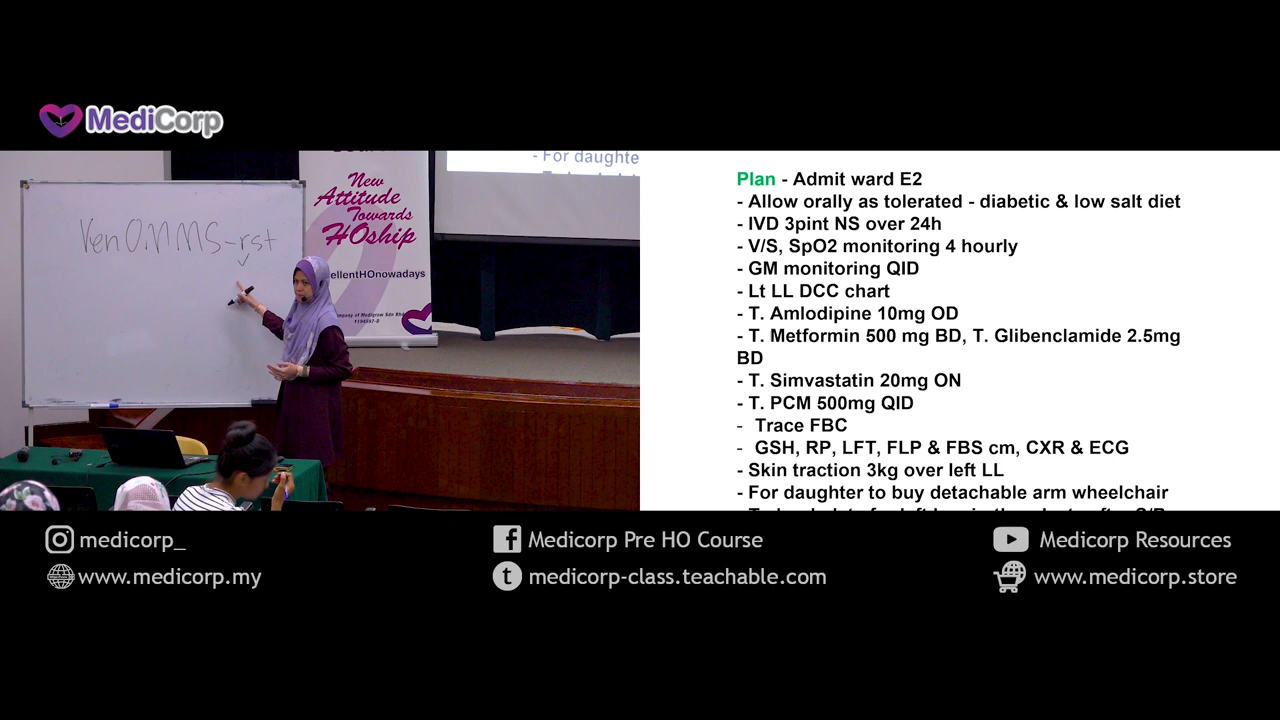 MediCorp
- For daughte
New
Attitude
Towards
HOship
ellentHOnowadays
Ven O.N M S-rst
Plan - Admit ward E2
- Allow orally as tolerated - diabetic & low salt diet
- IVD 3pint NS over 24h
- V/S, SpO2 monitoring 4 hourly
- GM monitoring QID
- Lt LL DCC chart
- T. Amlodipine 10mg OD
- T. Metformin 500 mg BD, T. Glibenclamide 2.5mg
BD
- T. Simvastatin 20mg ON
- T. PCM 500mg QID
- Trace FBC
- GSH, RP, LFT, FLP & FBS cm, CXR & ECG
- Skin traction 3kg over left LL
- For daughter to buy detachable arm wheelchair
medicorp_
www.medicorp.my
Medicorp Pre HO Course
medicorp-class.teachable.com
Medicorp Resources
www.medicorp.store